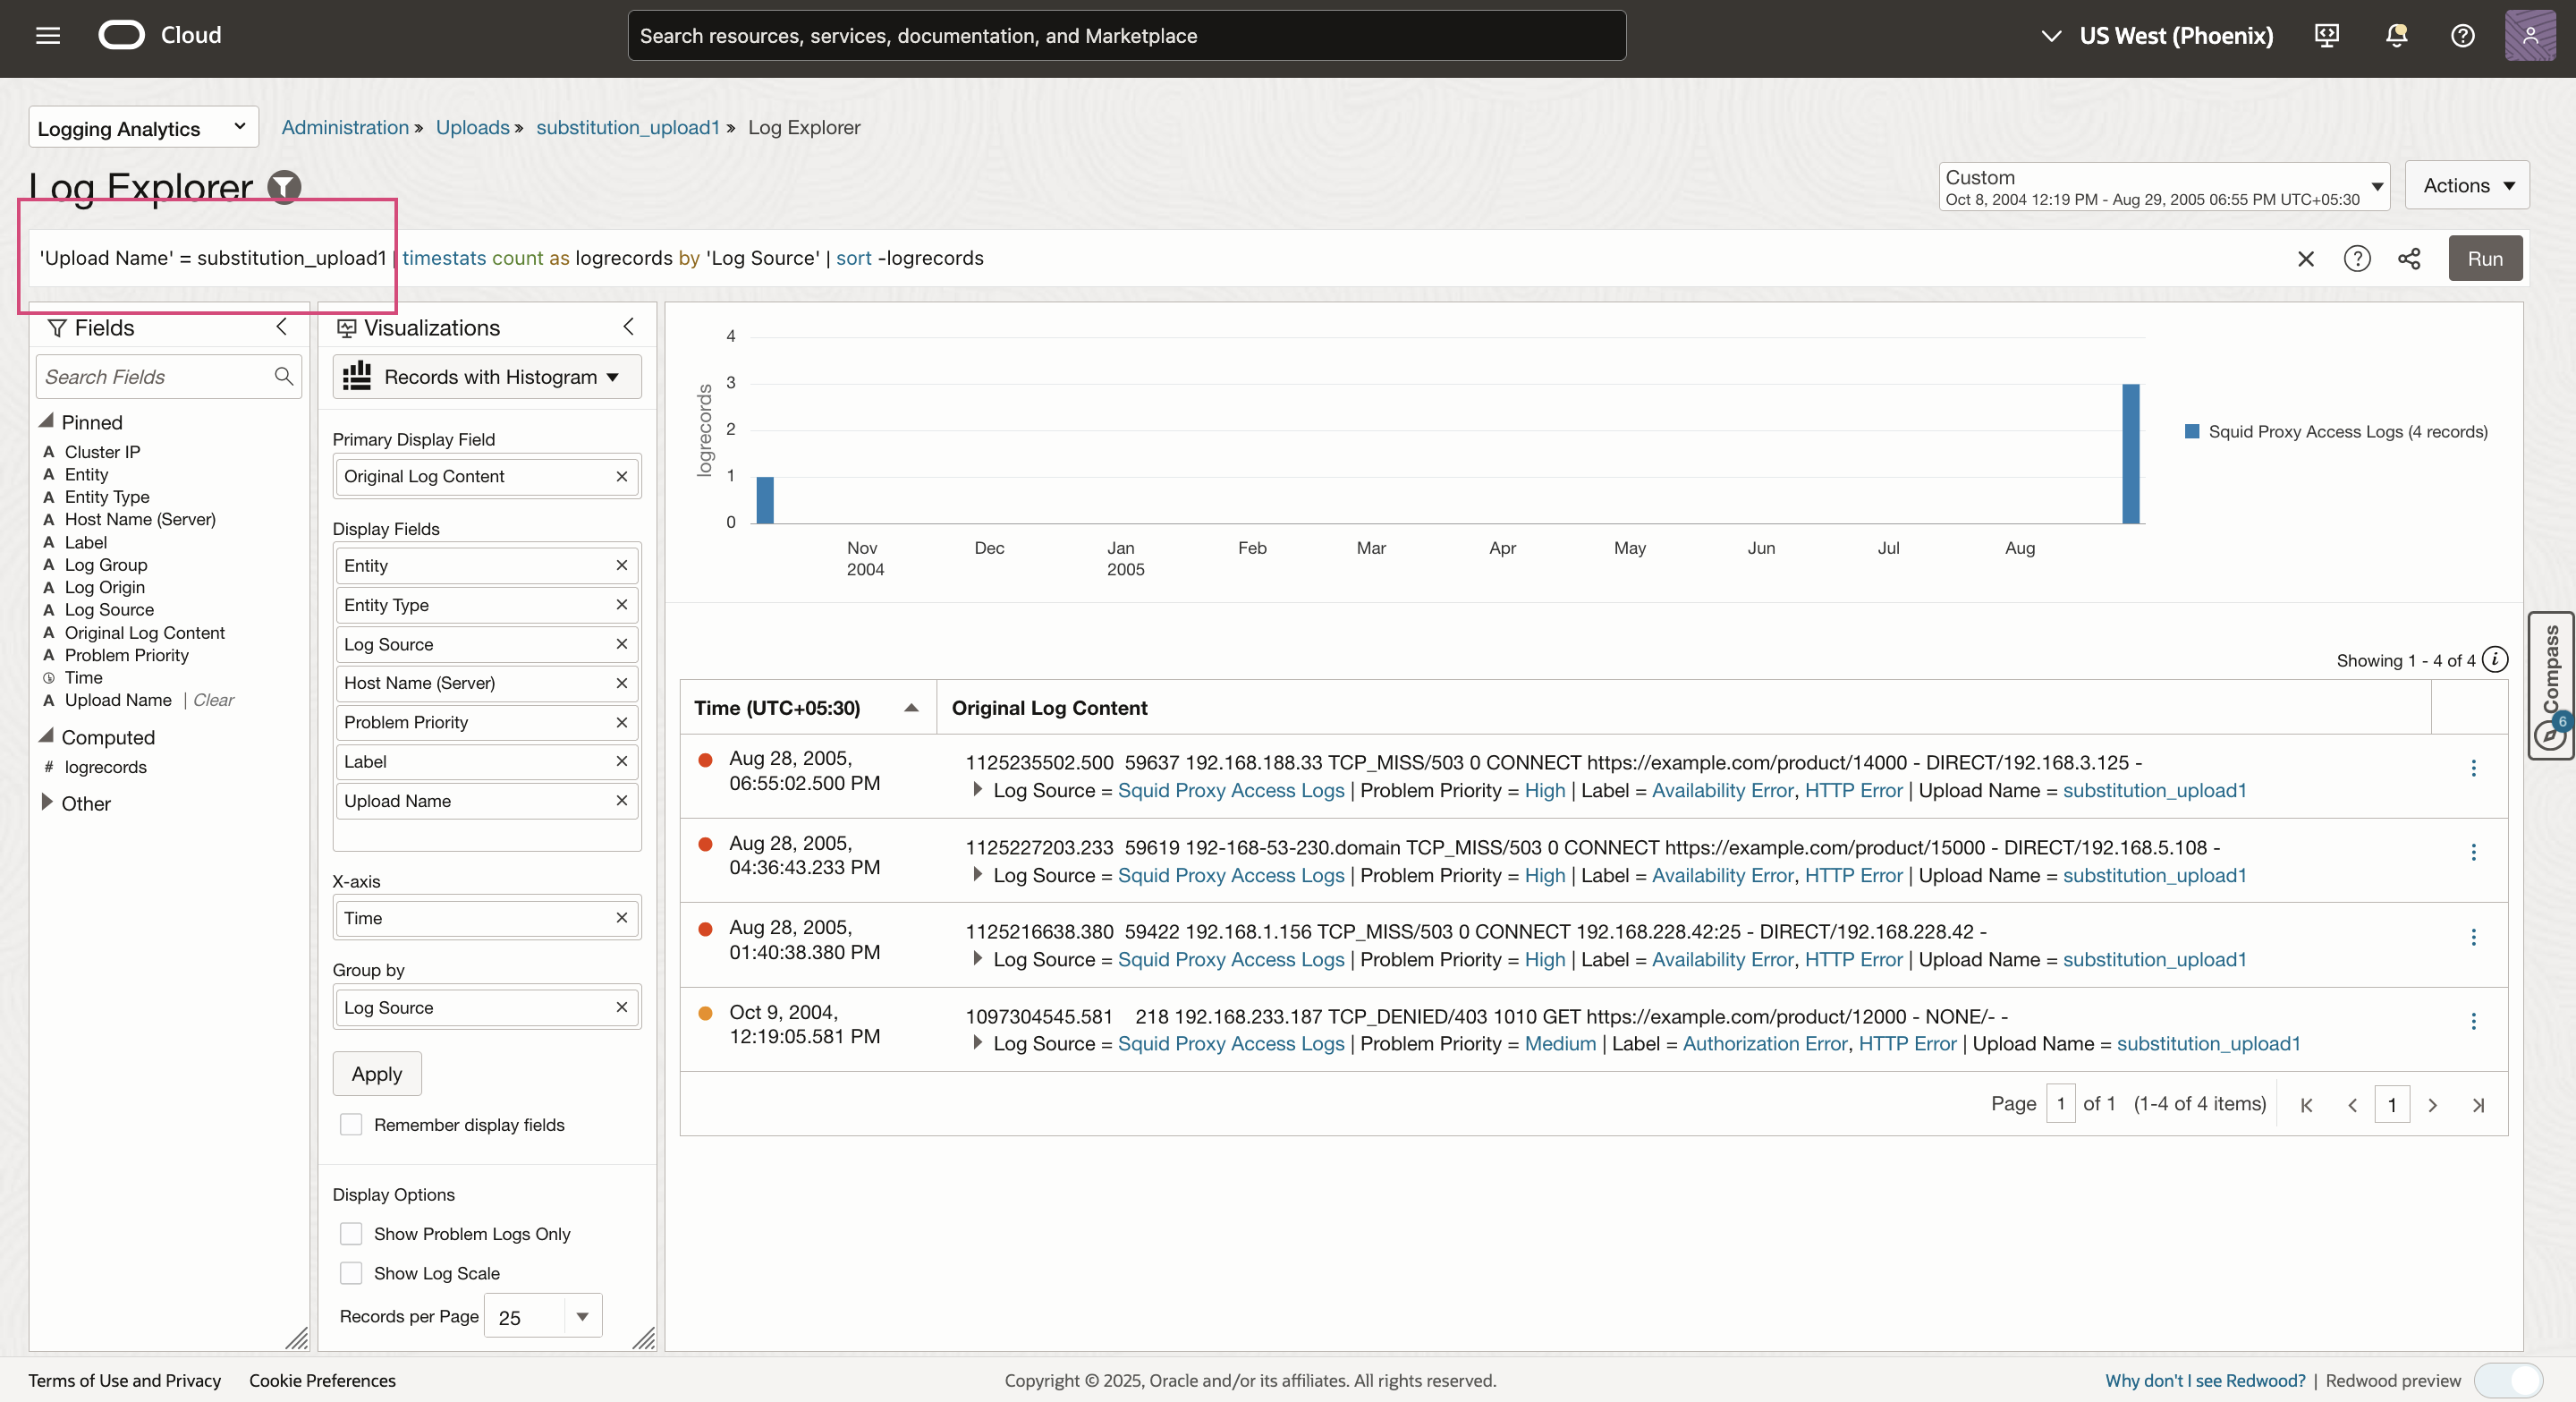 Cloud
Search resources, services, documentation, and Marketplace
US West (Phoenix)
Logging Analytics
Administration » Uploads » substitution_upload1 » Log Explorer
Log Explorer
Custom
Oct 8, 2004 12:19 PM - Aug 29, 2005 06:55 PM UTC+05:30
Actions
'Upload Name' = substitution_upload1 | timestats count as logrecords by 'Log Source' | sort -logrecords
Run
Fields
Search Fields
Pinned
A Cluster IP
A Entity
A Entity Type
A Host Name (Server)
A Label
A Log Group
A Log Origin
A Log Source
A Original Log Content
A Problem Priority
Time
A Upload Name | Clear
Computed
# logrecords
Other
Visualizations
Records with Histogram
Primary Display Field
Original Log Content
Display Fields
Entity
Entity Type
Log Source
Host Name (Server)
Problem Priority
Label
Upload Name
X-axis
Time
Group by
Log Source
Apply
Remember display fields
Display Options
Show Problem Logs Only
Show Log Scale
Records per Page 25
logrecords
4
3
2
1
0
Nov Dec Jan Feb Mar Apr May Jun Jul Aug
2004 2005
Squid Proxy Access Logs (4 records)
Showing 1 - 4 of 4
Time (UTC+05:30) Original Log Content
Aug 28, 2005,
06:55:02.500 PM
1125235502.500 59637 192.168.188.33 TCP_MISS/503 0 CONNECT https://example.com/product/14000 - DIRECT/192.168.3.125 -
Log Source = Squid Proxy Access Logs | Problem Priority = High | Label = Availability Error, HTTP Error | Upload Name = substitution_upload1
Aug 28, 2005,
04:36:43.233 PM
1125227203.233 59619 192-168-53-230.domain TCP_MISS/503 0 CONNECT https://example.com/product/15000 - DIRECT/192.168.5.108 -
Log Source = Squid Proxy Access Logs | Problem Priority = High | Label = Availability Error, HTTP Error | Upload Name = substitution_upload1
Aug 28, 2005,
01:40:38.380 PM
1125216638.380 59422 192.168.1.156 TCP_MISS/503 0 CONNECT 192.168.228.42:25 - DIRECT/192.168.228.42 -
Log Source = Squid Proxy Access Logs | Problem Priority = High | Label = Availability Error, HTTP Error | Upload Name = substitution_upload1
Oct 9, 2004,
12:19:05.581 PM
1097304545.581 218 192.168.233.187 TCP_DENIED/403 1010 GET https://example.com/product/12000 - NONE/- -
Log Source = Squid Proxy Access Logs | Problem Priority = Medium | Label = Authorization Error, HTTP Error | Upload Name = substitution_upload1
Page 1 of 1 (1-4 of 4 items) 1
Compass
6
Terms of Use and Privacy Cookie Preferences
Copyright © 2025, Oracle and/or its affiliates. All rights reserved.
Why don't I see Redwood? | Redwood preview